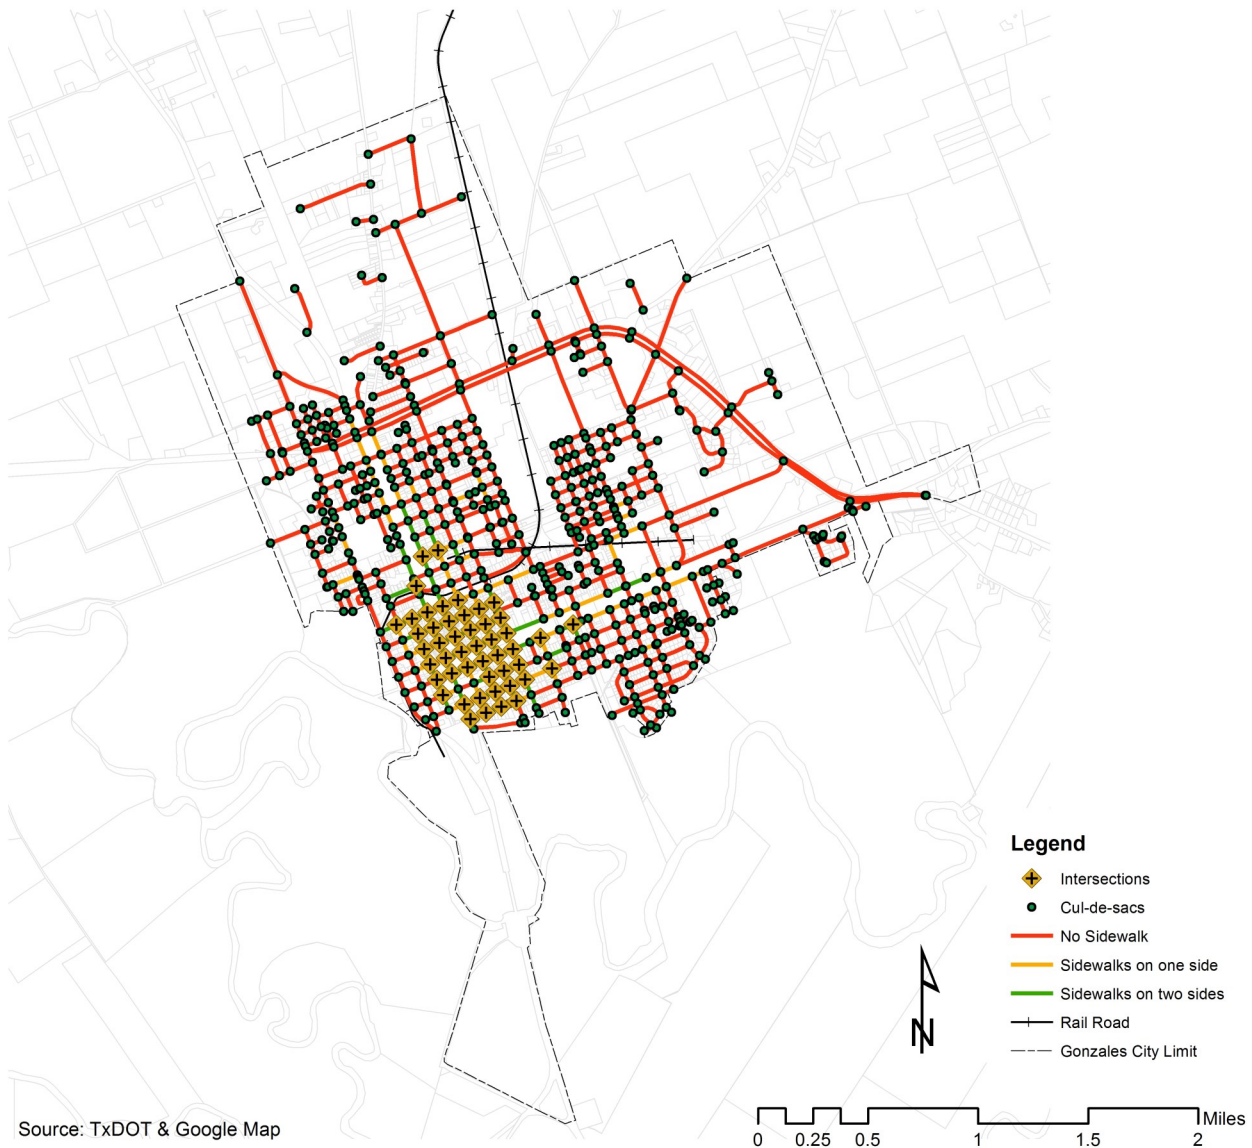 Legend
Intersections
Cul-de-sacs
No Sidewalk
Sidewalks on one side
Sidewalks on two sides
Rail Road
Gonzales City Limit
N
Source: TxDOT & Google Map
Miles
0 0.25 0.5 1 1.5 2